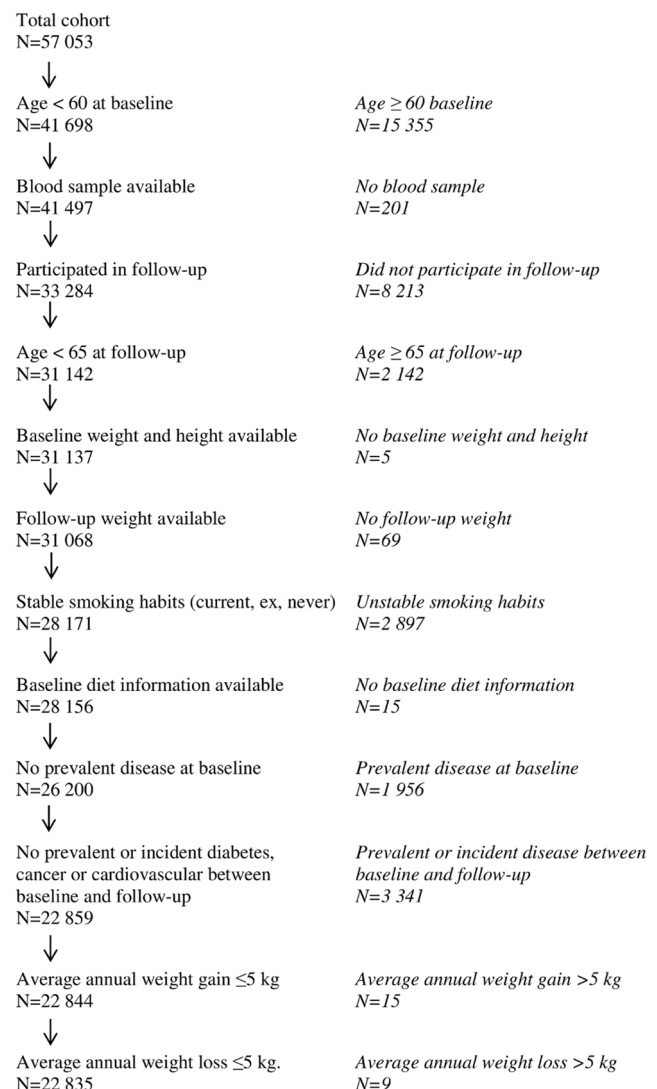 Total cohort
N=57 053
Age < 60 at baseline
N=41 698
Age ≥ 60 baseline
N=15 355
Blood sample available
N=41 497
No blood sample
N=201
Participated in follow-up
N=33 284
Did not participate in follow-up
N=8 213
Age < 65 at follow-up
N=31 142
Age ≥ 65 at follow-up
N=2 142
Baseline weight and height available
N=31 137
No baseline weight and height
N=5
Follow-up weight available
N=31 068
No follow-up weight
N=69
Stable smoking habits (current, ex, never)
N=28 171
Unstable smoking habits
N=2 897
Baseline diet information available
N=28 156
No baseline diet information
N=15
No prevalent disease at baseline
N=26 200
Prevalent disease at baseline
N=1 956
No prevalent or incident diabetes,
cancer or cardiovascular between
baseline and follow-up
N=22 859
Prevalent or incident disease between
baseline and follow-up
N=3 341
Average annual weight gain ≤5 kg
N=22 844
Average annual weight gain >5 kg
N=15
Average annual weight loss ≤5 kg.
N=22 835
Average annual weight loss >5 kg
N=9